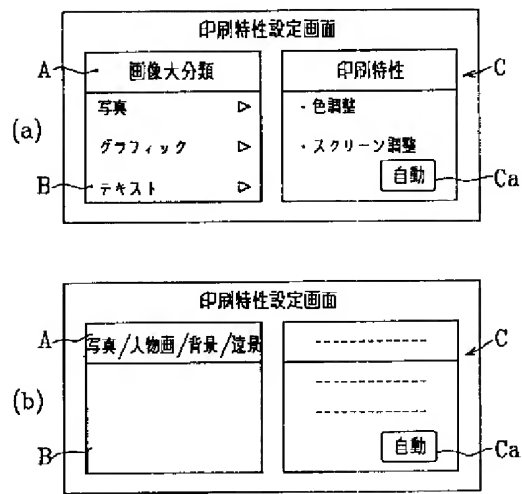 印刷特性設定画面
A
画像大分類
印刷特性
C
(a)
写真 ▷
・色調整
グラフィック ▷
・スクリーン調整
B
テキスト ▷
自動
Ca
印刷特性設定画面
A
写真/人物画/背景/遠景
C
(b)
B
自動
Ca